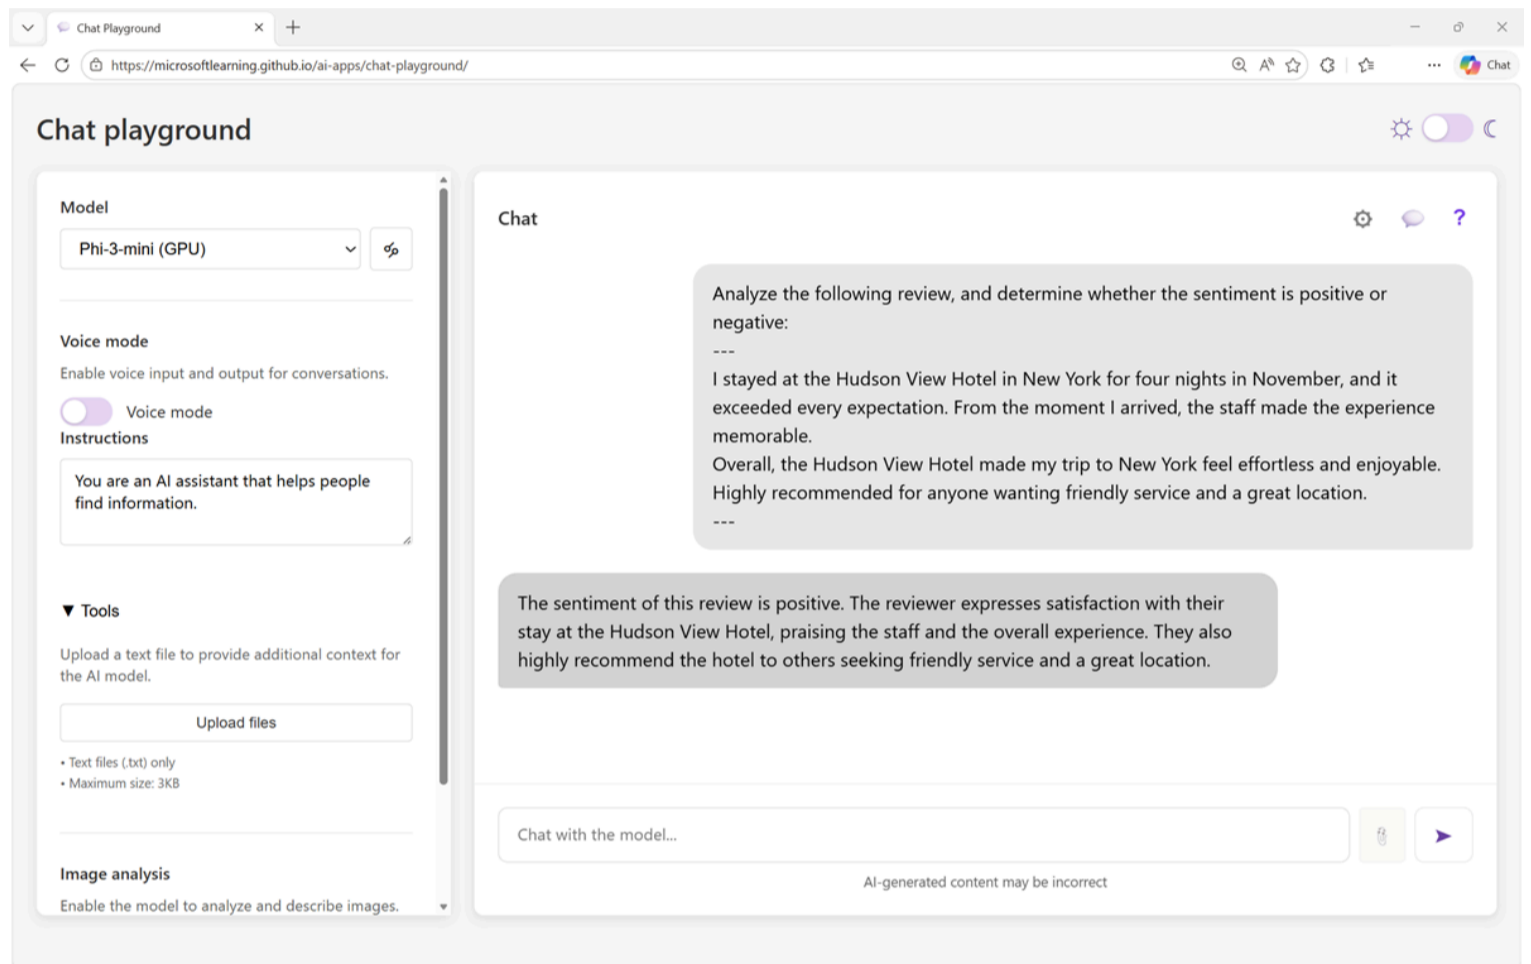 Chat Playground
https://microsoftlearning.github.io/ai-apps/chat-playground/
Chat
Chat playground
Model
Phi-3-mini (GPU)
Voice mode
Enable voice input and output for conversations.
Voice mode
Instructions
You are an AI assistant that helps people
find information.
▼ Tools
Upload a text file to provide additional context for
the AI model.
Upload files
• Text files (.txt) only
• Maximum size: 3KB
Image analysis
Enable the model to analyze and describe images.
Chat
?
Analyze the following review, and determine whether the sentiment is positive or
negative:
---
I stayed at the Hudson View Hotel in New York for four nights in November, and it
exceeded every expectation. From the moment I arrived, the staff made the experience
memorable.
Overall, the Hudson View Hotel made my trip to New York feel effortless and enjoyable.
Highly recommended for anyone wanting friendly service and a great location.
---
The sentiment of this review is positive. The reviewer expresses satisfaction with their
stay at the Hudson View Hotel, praising the staff and the overall experience. They also
highly recommend the hotel to others seeking friendly service and a great location.
Chat with the model...
AI-generated content may be incorrect